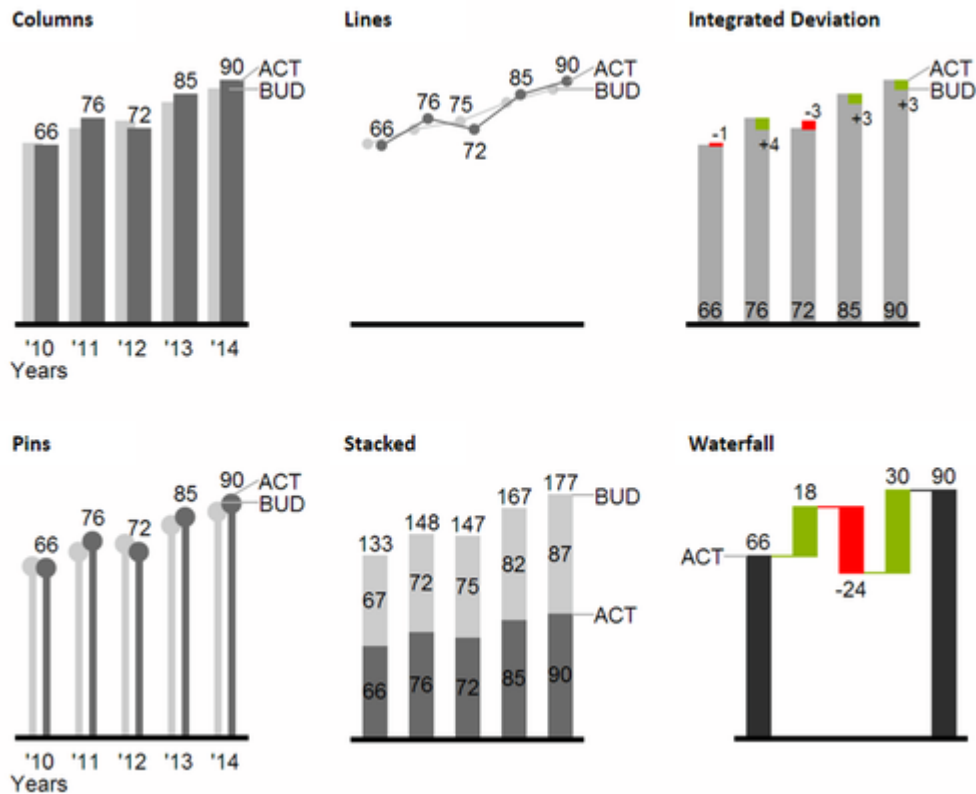 Columns
66
76
72
85
90
ACT
BUD
'10 '11 '12 '13 '14
Years
Lines
66
76
75
72
85
90
ACT
BUD
Integrated Deviation
-1
+4
-3
+3
+3
ACT
BUD
66 76 72 85 90
Pins
66
76
72
85
90
ACT
BUD
'10 '11 '12 '13 '14
Years
Stacked
133
148
147
167
177
BUD
67
72
75
82
87
ACT
66
76
72
85
90
Waterfall
ACT
66
18
-24
30
90